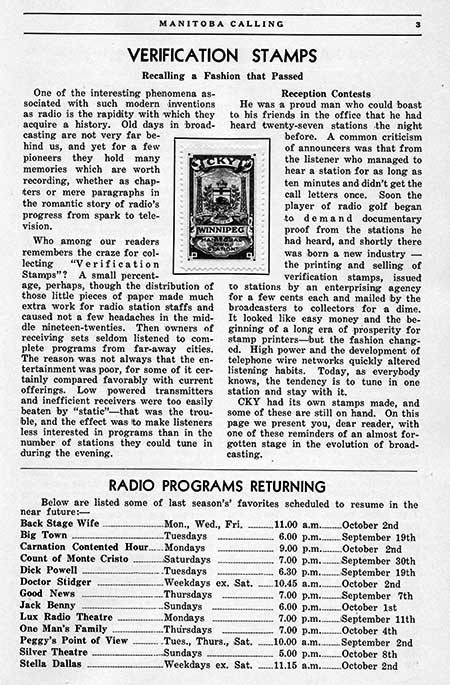 MANITOBA CALLING 3
VERIFICATION STAMPS
Recalling a Fashion that Passed
One of the interesting phenomena as-
sociated with such modern inventions
as radio is the rapidity with which they
acquire a history. Old days in broad-
casting are not very far be-
hind us, and yet for a few
pioneers they hold many
memories which are worth
recording, whether as chap-
ters or mere paragraphs in
the romantic story of radio's
progress from spark to tele-
vision.
Who among our readers
remembers the craze for col-
lecting "Verification
Stamps"? A small percent-
age, perhaps, though the distribution of
those little pieces of paper made much
extra work for radio station staffs and
caused not a few headaches in the mid-
dle nineteen-twenties. Then owners of
receiving sets seldom listened to com-
plete programs from far-away cities.
The reason was not always that the en-
tertainment was poor, for some of it cer-
tainly compared favorably with current
offerings. Low powered transmitters
and inefficient receivers were too easily
beaten by "static"—that was the trou-
ble, and the effect was to make listeners
less interested in programs than in the
number of stations they could tune in
during the evening.
CKY
WINNIPEG
MANITOBA'S
OWN
STATION
Reception Contests
He was a proud man who could boast
to his friends in the office that he had
heard twenty-seven stations the night
before. A common criticism
of announcers was that from
the listener who managed to
hear a station for as long as
ten minutes and didn't get the
call letters once. Soon the
player of radio golf began
to demand documentary
proof from the stations he
had heard, and shortly there
was born a new industry —
the printing and selling of
verification stamps, issued
to stations by an enterprising agency
for a few cents each and mailed by the
broadcasters to collectors for a dime.
It looked like easy money and the be-
ginning of a long era of prosperity for
stamp printers—but the fashion chang-
ed. High power and the development of
telephone wire networks quickly altered
listening habits. Today, as everybody
knows, the tendency is to tune in one
station and stay with it.
CKY had its own stamps made, and
some of these are still on hand. On this
page we present you, dear reader, with
one of these reminders of an almost for-
gotten stage in the evolution of broad-
casting.
RADIO PROGRAMS RETURNING
Below are listed some of last season's' favorites scheduled to resume in the
near future:—
Back Stage Wife ........ Mon., Wed., Fri. ........ 11.00 a.m. ........ October 2nd
Big Town ........ Tuesdays ........ 6.00 p.m. ........ September 19th
Carnation Contented Hour ........ Mondays ........ 9.00 p.m. ........ October 2nd
Count of Monte Cristo ........ Saturdays ........ 7.00 p.m. ........ September 30th
Dick Powell ........ Tuesdays ........ 6.30 p.m. ........ September 19th
Doctor Stidger ........ Weekdays ex. Sat. ........ 10.45 a.m. ........ October 2nd
Good News ........ Thursdays ........ 7.00 p.m. ........ September 7th
Jack Benny ........ Sundays ........ 6.00 p.m. ........ October 1st
Lux Radio Theatre ........ Mondays ........ 7.00 p.m. ........ September 11th
One Man's Family ........ Thursdays ........ 7.00 p.m. ........ October 4th
Peggy's Point of View ........ Tues., Thurs., Sat. ........ 10.00 a.m. ........ September 2nd
Silver Theatre ........ Sundays ........ 5.00 p.m. ........ October 8th
Stella Dallas ........ Weekdays ex. Sat. ........ 11.15 a.m. ........ October 2nd